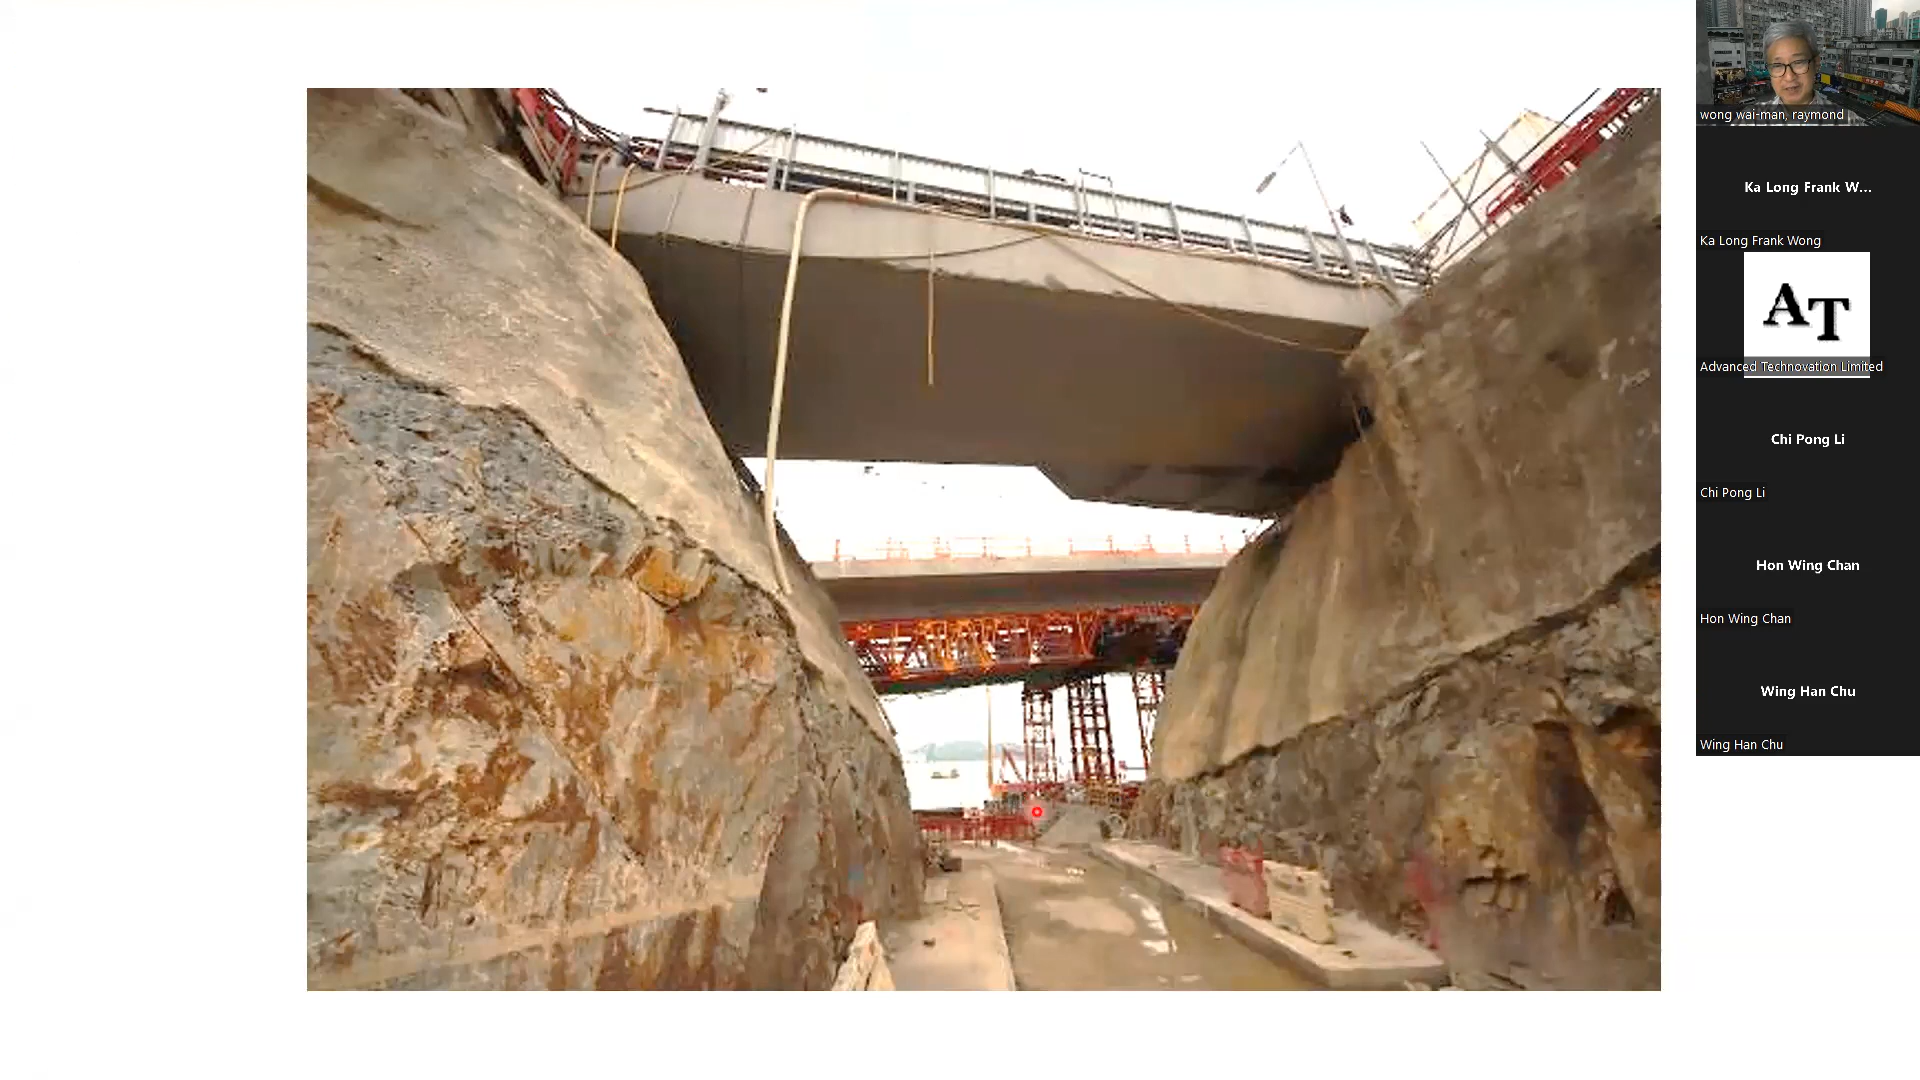 wong wai-man, raymond
Ka Long Frank W...
Ka Long Frank Wong
AT
Advanced Technovation Limited
Chi Pong Li
Chi Pong Li
Hon Wing Chan
Hon Wing Chan
Wing Han Chu
Wing Han Chu